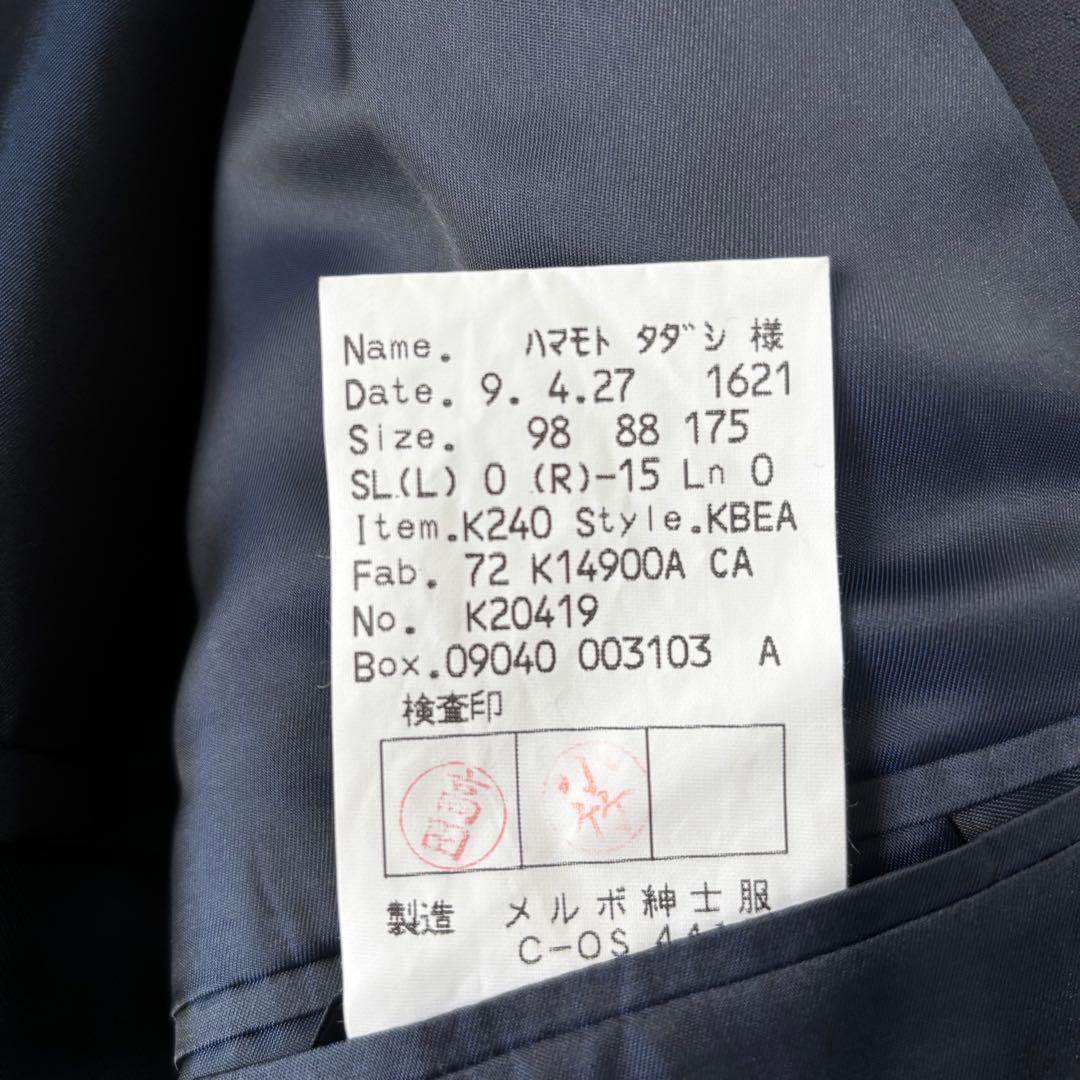 Name. ハマモト タダシ 様
Date. 9. 4.27 1621
Size. 98 88 175
SL.(L) 0 (R)-15 Ln 0
Item.K240 Style.KBEA
Fab. 72 K14900A CA
No. K20419
Box.09040 003103 A
検査印
製造 メルボ紳士服
C-OS